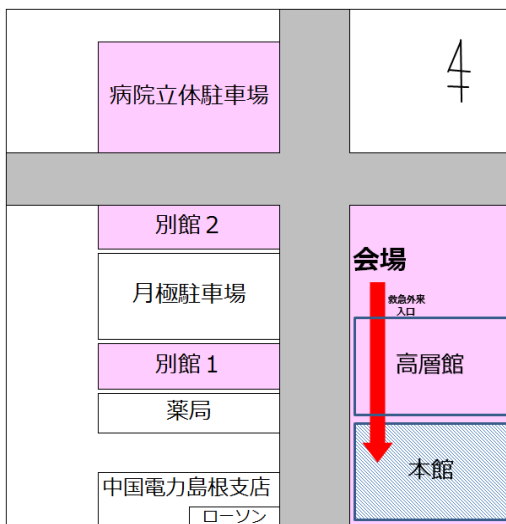 病院立体駐車場
別館２
月極駐車場
別館１
薬局
中国電力島根支店
ローソン
会場
救急外来
入口
高層館
本館